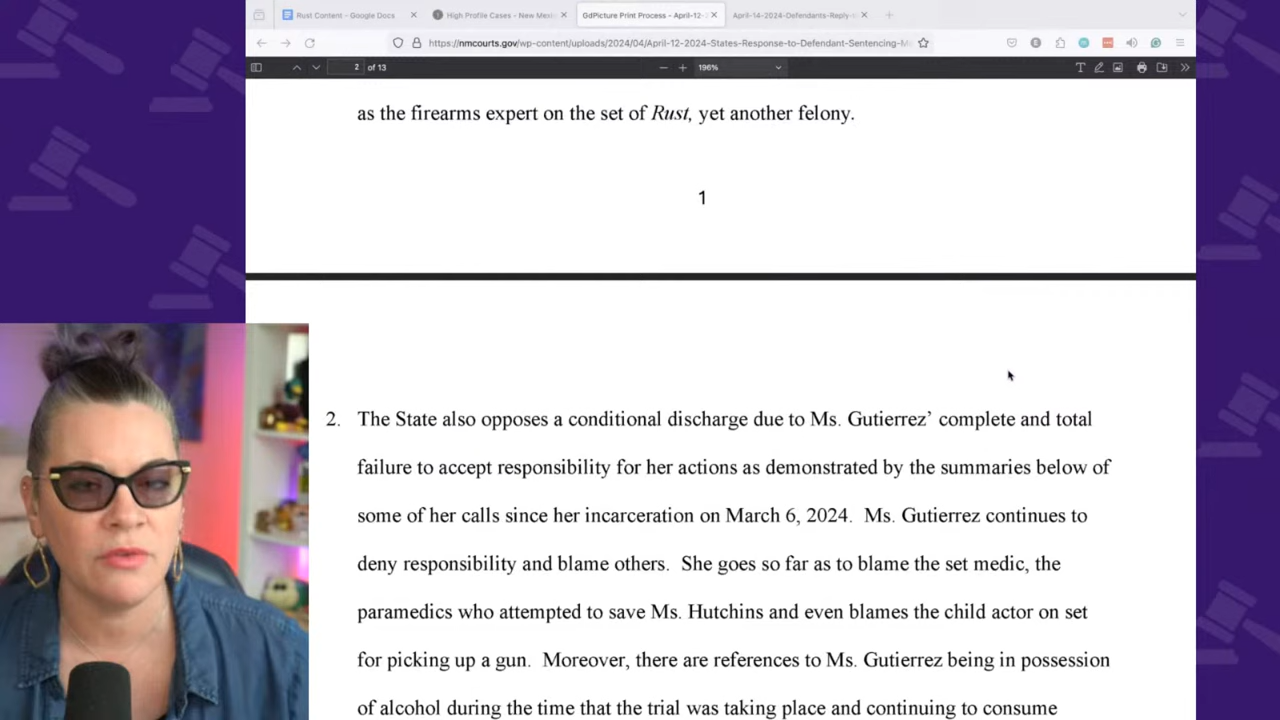 Rust Content - Google Docs
High Profile Cases - New Mexi
GdPicture Print Process - April-12-
April-14-2024-Defendants-Reply-
https://nmcourts.gov/wp-content/uploads/2024/04/April-12-2024-States-Response-to-Defendant-Sentencing-M
2 of 13
196%
as the firearms expert on the set of Rust, yet another felony.
1
2. The State also opposes a conditional discharge due to Ms. Gutierrez’ complete and total
failure to accept responsibility for her actions as demonstrated by the summaries below of
some of her calls since her incarceration on March 6, 2024. Ms. Gutierrez continues to
deny responsibility and blame others. She goes so far as to blame the set medic, the
paramedics who attempted to save Ms. Hutchins and even blames the child actor on set
for picking up a gun. Moreover, there are references to Ms. Gutierrez being in possession
of alcohol during the time that the trial was taking place and continuing to consume